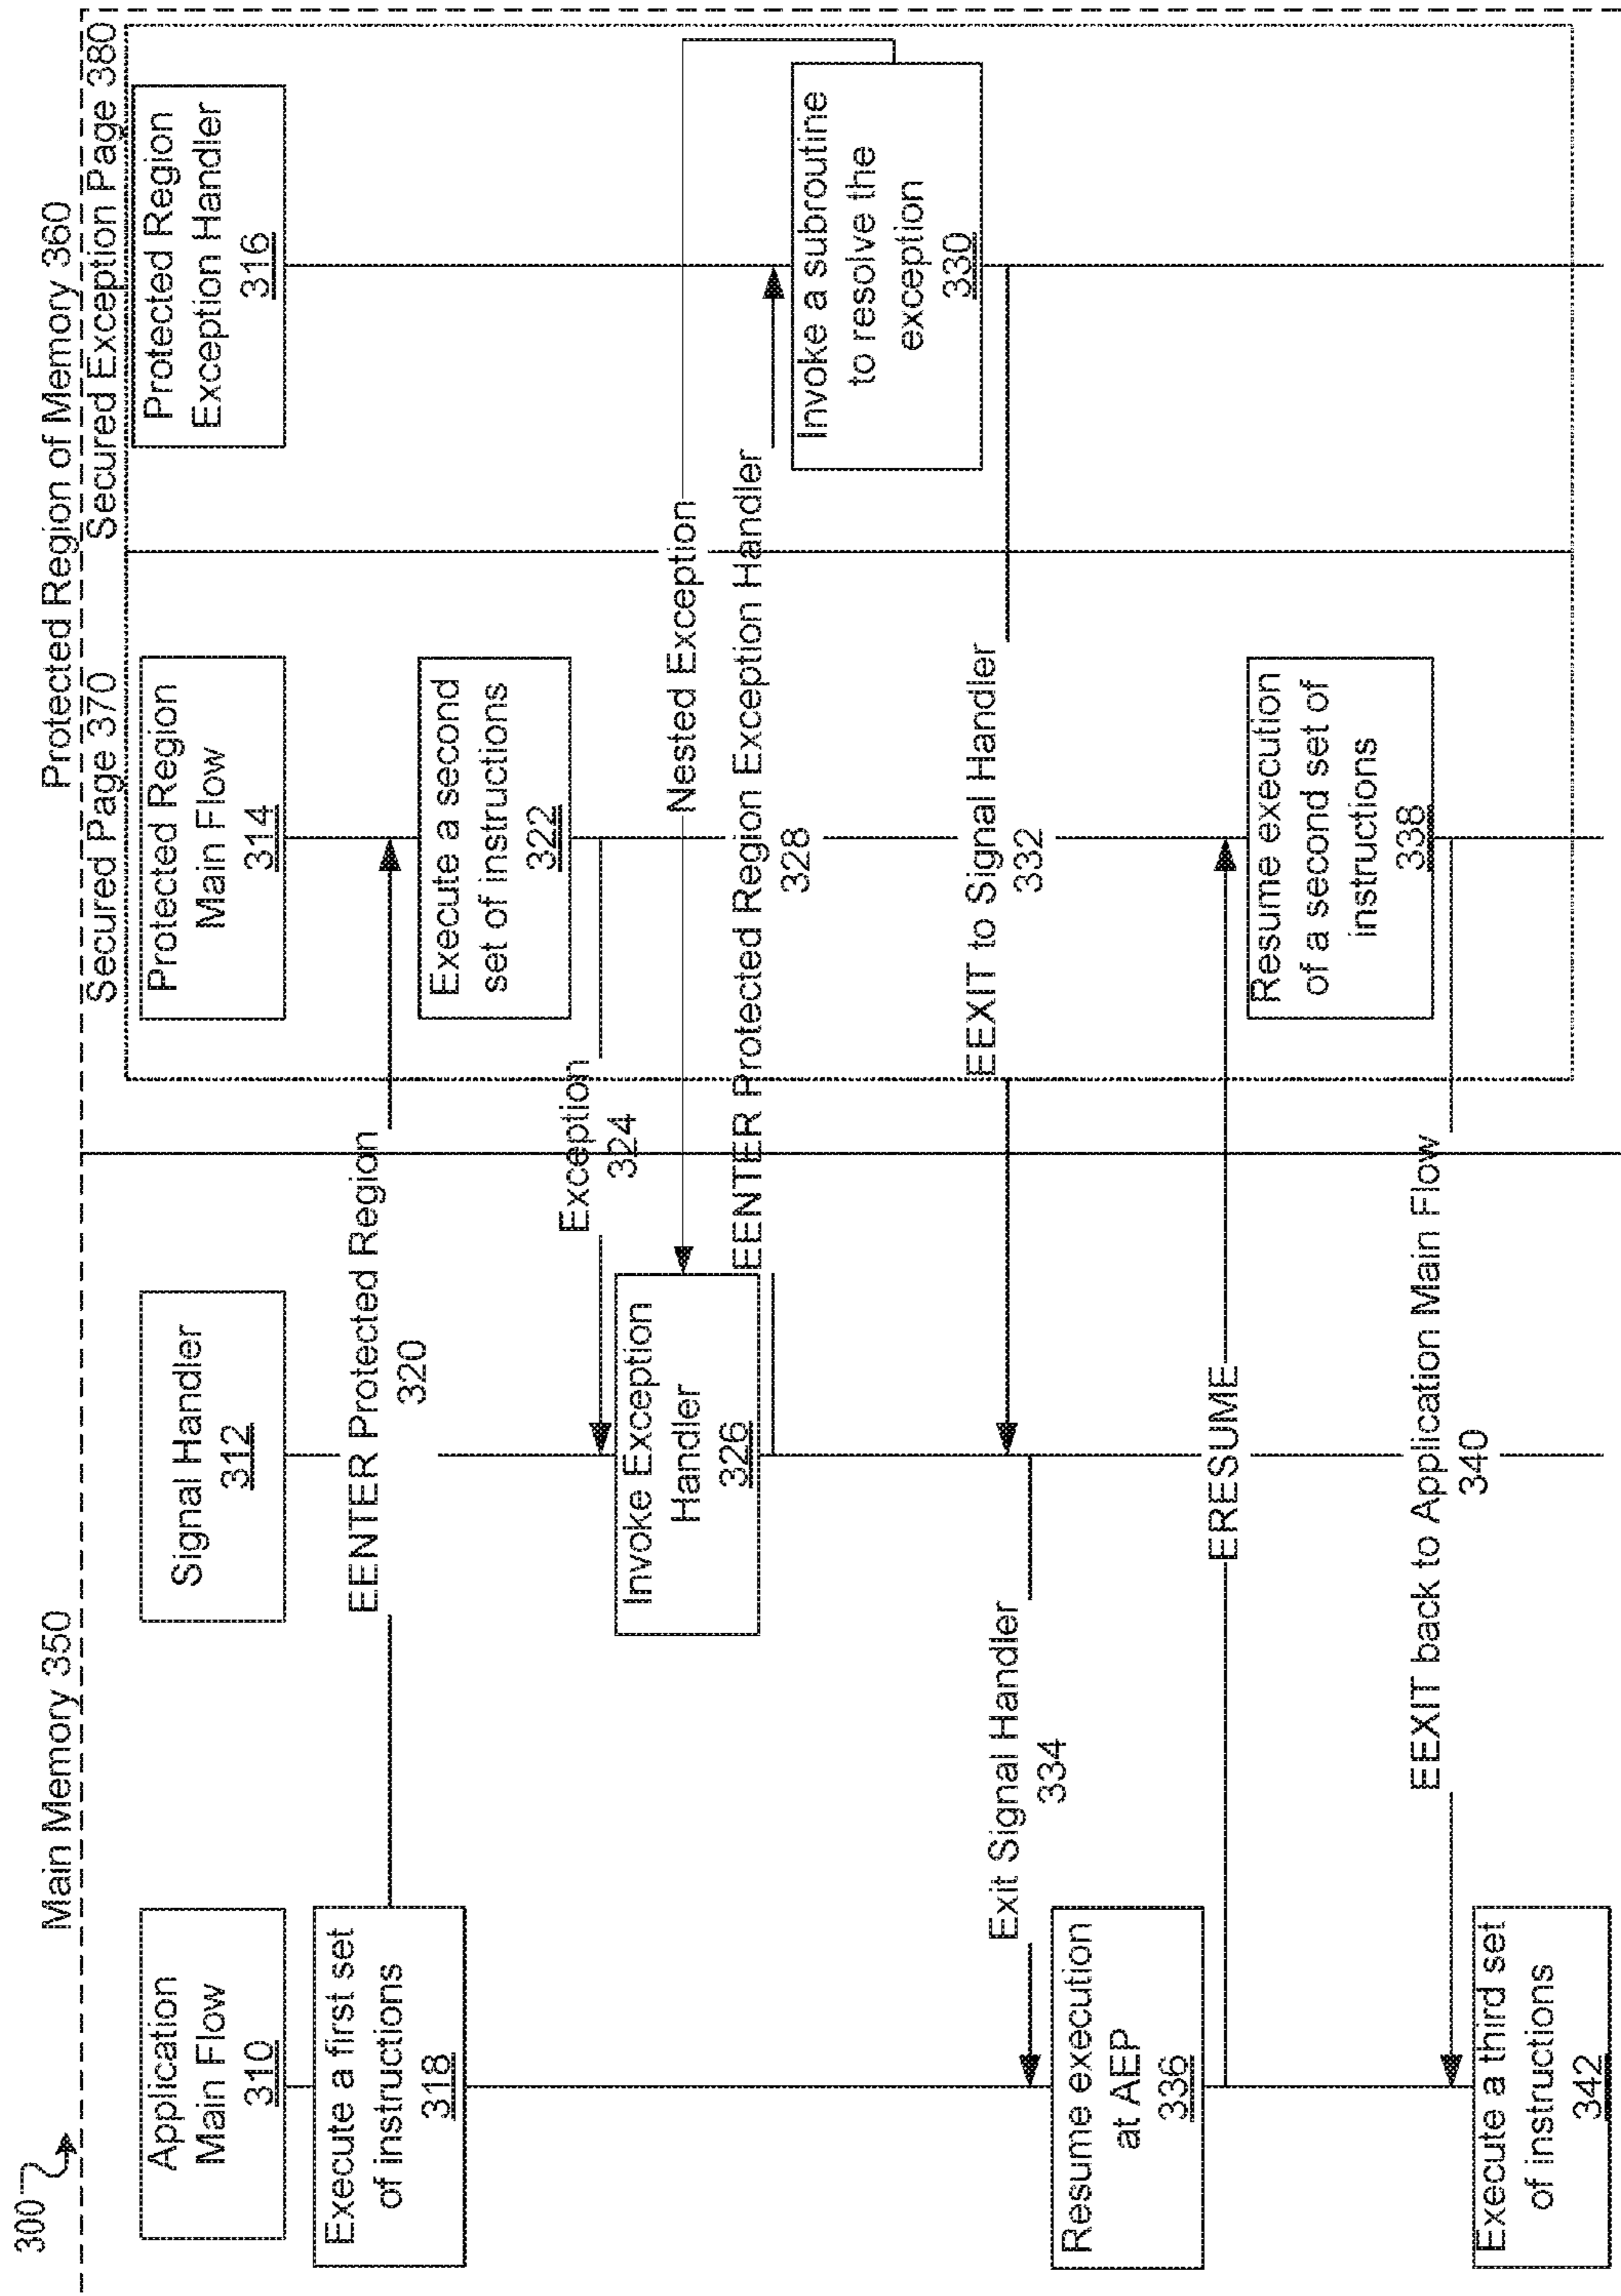 300
Main Memory 350
Protected Region of Memory 360
Secured Page 370
Secured Exception Page 380
Application
Main Flow
310
Signal Handler
312
Protected Region
Main Flow
314
Protected Region
Exception Handler
316
Execute a first set
of instructions
318
EENTER Protected Region
320
Execute a second
set of instructions
322
Exception
324
Invoke Exception
Handler
326
Nested Exception
EENTER Protected Region Exception Handler
328
Invoke a subroutine
to resolve the
exception
330
EEXIT to Signal Handler
332
Exit Signal Handler
334
Resume execution
at AEP
336
ERESUME
Resume execution
of a second set of
instructions
338
EEXIT back to Application Main Flow
340
Execute a third set
of instructions
342